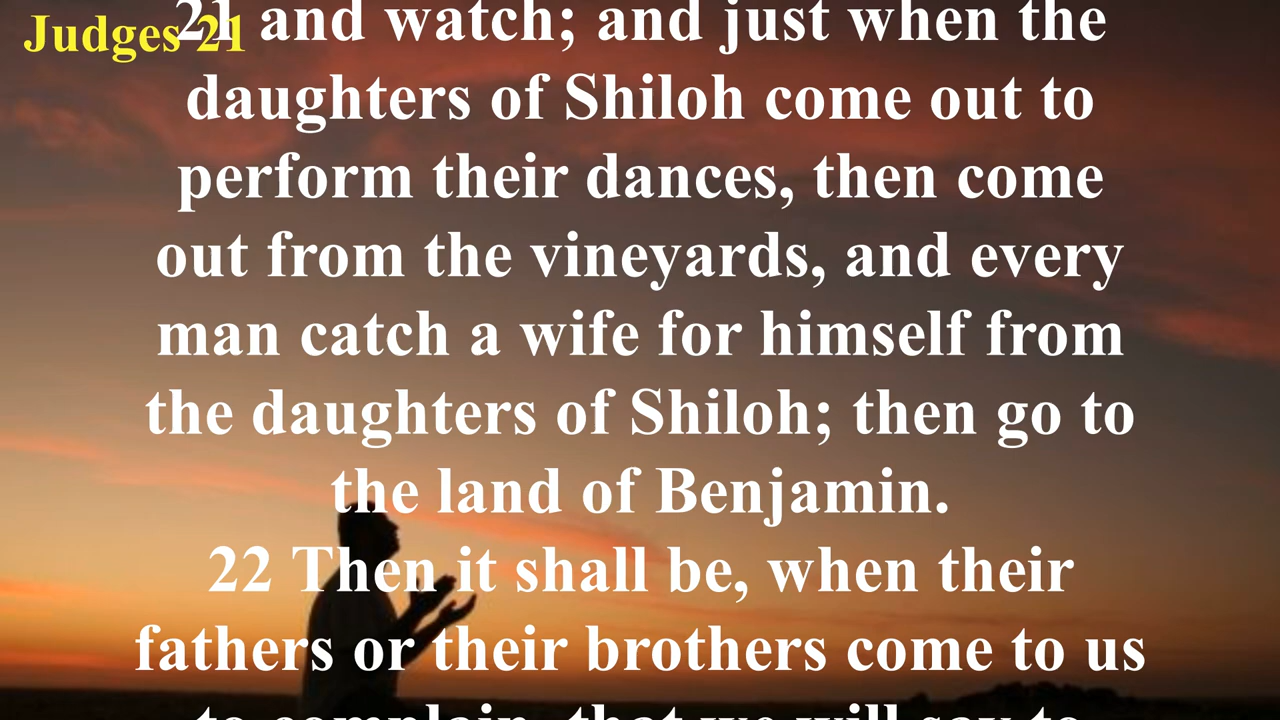 Judges 21
21 and watch; and just when the
daughters of Shiloh come out to
perform their dances, then come
out from the vineyards, and every
man catch a wife for himself from
the daughters of Shiloh; then go to
the land of Benjamin.
22 Then it shall be, when their
fathers or their brothers come to us
to complain, that we will say to